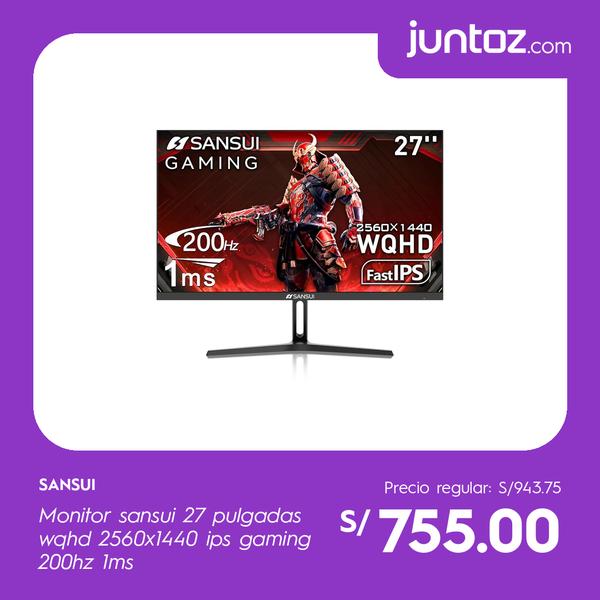 juntoz.com
SANSUI
GAMING
27''
200Hz
1ms
2560X1440
WQHD
FastIPS
SANSUI
SANSUI
Monitor sansui 27 pulgadas
wqhd 2560x1440 ips gaming
200hz 1ms
Precio regular: S/943.75
S/755.00